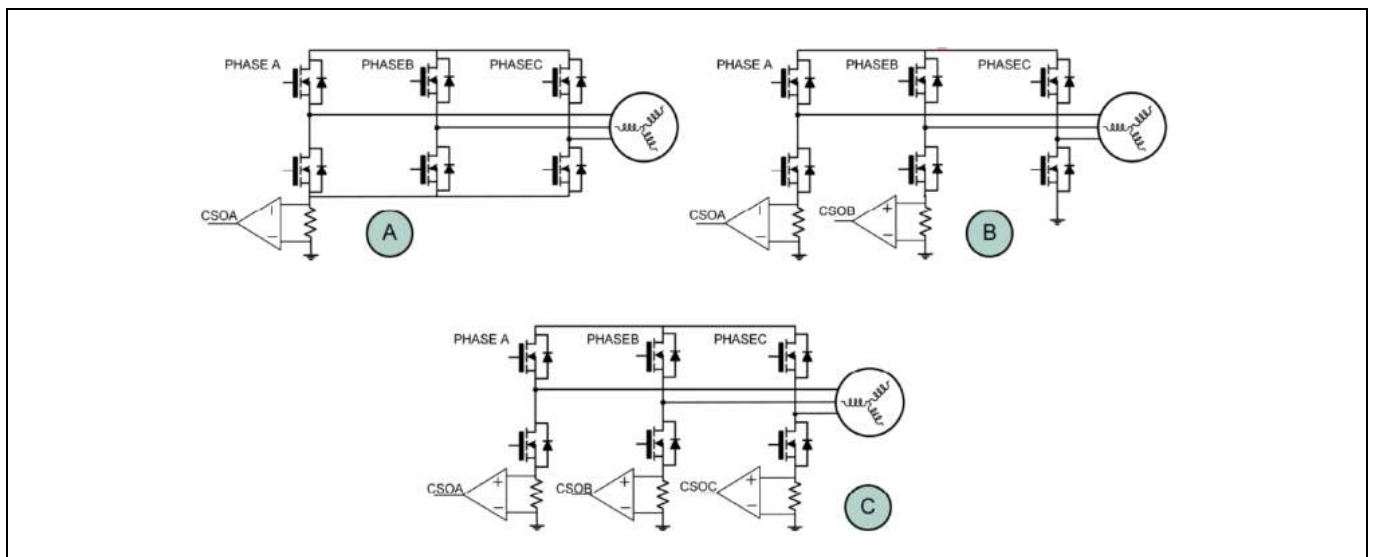 PHASE A PHASEB PHASEC
CSOA
A
PHASE A PHASEB PHASEC
CSOA CSOB
+
−
B
PHASE A PHASEB PHASEC
CSOA CSOB CSOC
+ + +
− − −
C